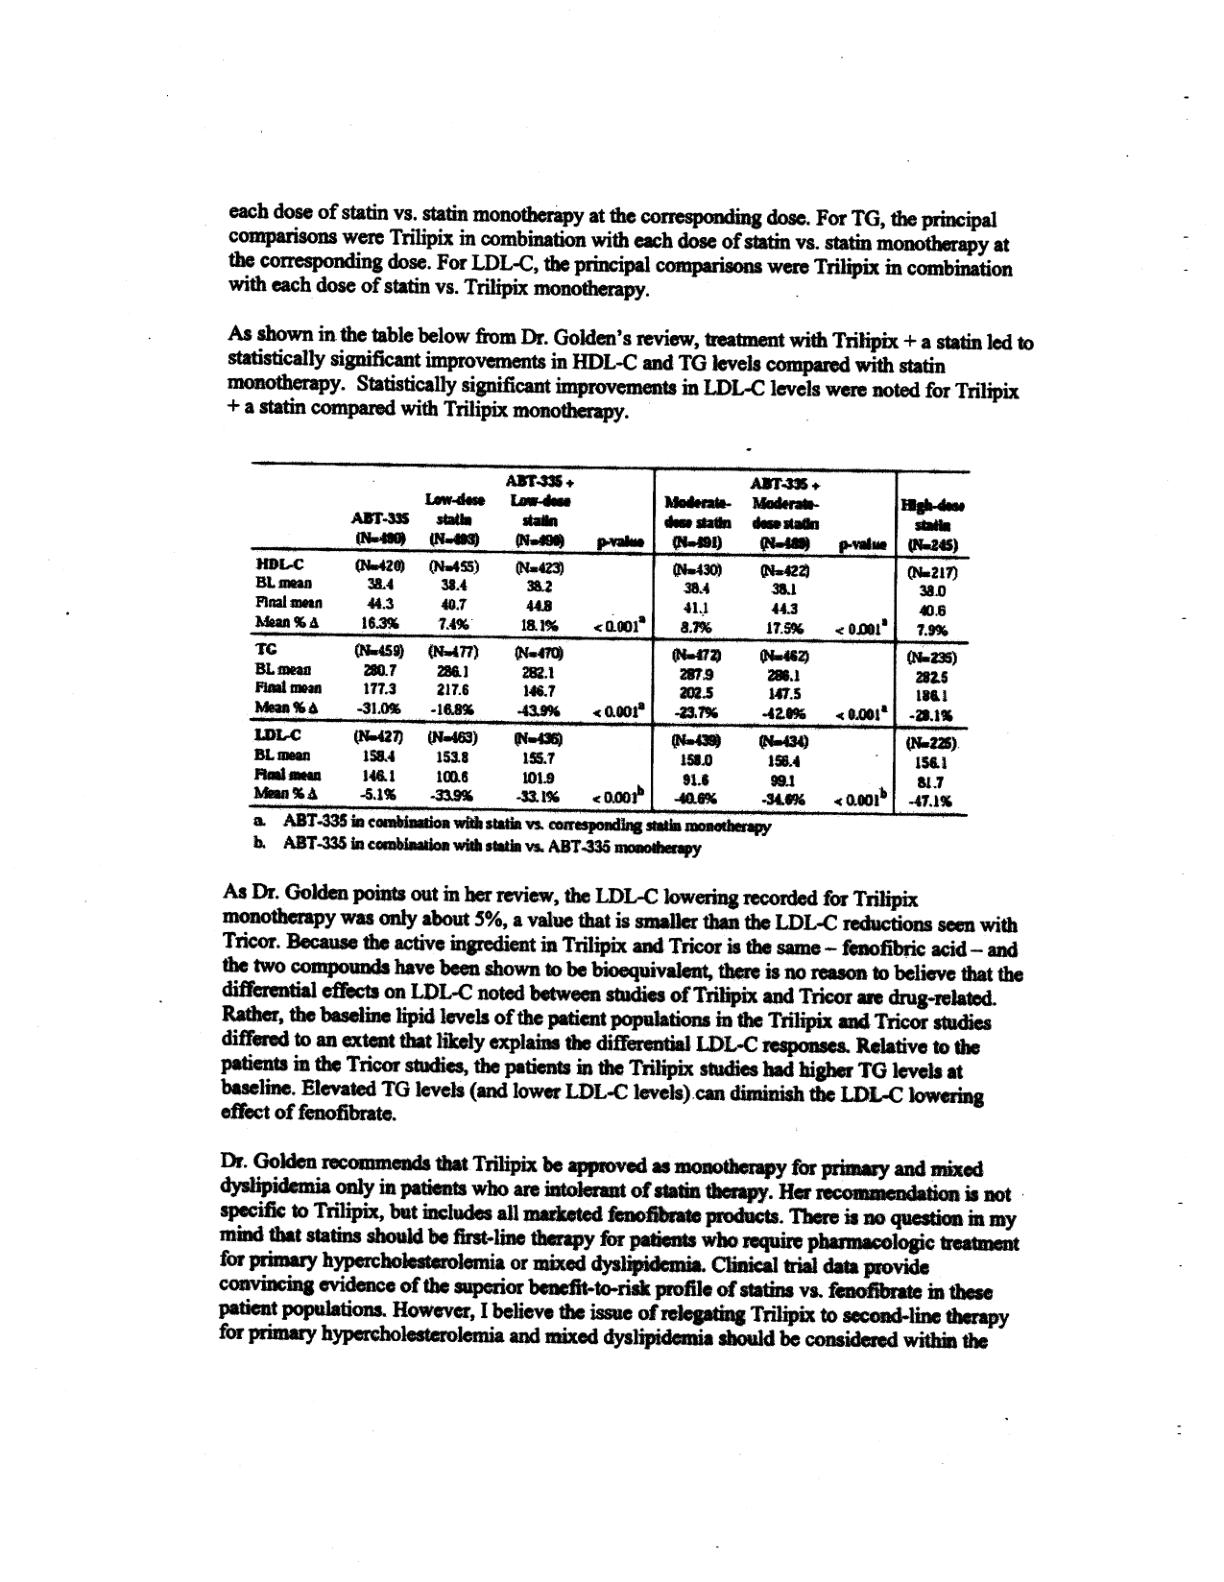 each dose of statin vs. statin monotherapy at the corresponding dose. For TG, the principal
comparisons were Trilipix in combination with each dose of statin vs. statin monotherapy at
the corresponding dose. For LDL-C, the principal comparisons were Trilipix in combination
with each dose of statin vs. Trilipix monotherapy.
As shown in the table below from Dr. Golden's review, treatment with Trilipix + a statin led to
statistically significant improvements in HDL-C and TG levels compared with statin
monotherapy. Statistically significant improvements in LDL-C levels were noted for Trilipix
+ a statin compared with Trilipix monotherapy.
ABT-335 + ABT-335 +
Low-dose Low-dose Moderate- Moderate- High-dose
ABT-335 statin statin dose statin dose statin statin
(N=490) (N=493) (N=490) p-value (N=491) (N=489) p-value (N=245)
HDL-C (N=420) (N=455) (N=423) (N=430) (N=422) (N=217)
BL mean 38.4 38.4 38.2 38.4 38.1 38.0
Final mean 44.3 40.7 44.8 41.1 44.3 40.6
Mean % Δ 16.3% 7.4% 18.1% < 0.001a 8.7% 17.5% < 0.001a 7.9%
TG (N=459) (N=477) (N=470) (N=472) (N=462) (N=235)
BL mean 280.7 286.1 282.1 287.9 286.1 282.5
Final mean 177.3 217.6 146.7 202.5 147.5 186.1
Mean % Δ -31.0% -16.8% -43.9% < 0.001a -23.7% -42.0% < 0.001a -28.1%
LDL-C (N=427) (N=463) (N=436) (N=439) (N=434) (N=225)
BL mean 158.4 153.8 155.7 158.0 156.4 156.1
Final mean 146.1 100.6 101.9 91.6 99.1 81.7
Mean % Δ -5.1% -33.9% -33.1% < 0.001b -40.6% -34.6% < 0.001b -47.1%
a. ABT-335 in combination with statin vs. corresponding statin monotherapy
b. ABT-335 in combination with statin vs. ABT-335 monotherapy
As Dr. Golden points out in her review, the LDL-C lowering recorded for Trilipix
monotherapy was only about 5%, a value that is smaller than the LDL-C reductions seen with
Tricor. Because the active ingredient in Trilipix and Tricor is the same – fenofibric acid – and
the two compounds have been shown to be bioequivalent, there is no reason to believe that the
differential effects on LDL-C noted between studies of Trilipix and Tricor are drug-related.
Rather, the baseline lipid levels of the patient populations in the Trilipix and Tricor studies
differed to an extent that likely explains the differential LDL-C responses. Relative to the
patients in the Tricor studies, the patients in the Trilipix studies had higher TG levels at
baseline. Elevated TG levels (and lower LDL-C levels) can diminish the LDL-C lowering
effect of fenofibrate.
Dr. Golden recommends that Trilipix be approved as monotherapy for primary and mixed
dyslipidemia only in patients who are intolerant of statin therapy. Her recommendation is not
specific to Trilipix, but includes all marketed fenofibrate products. There is no question in my
mind that statins should be first-line therapy for patients who require pharmacologic treatment
for primary hypercholesterolemia or mixed dyslipidemia. Clinical trial data provide
convincing evidence of the superior benefit-to-risk profile of statins vs. fenofibrate in these
patient populations. However, I believe the issue of relegating Trilipix to second-line therapy
for primary hypercholesterolemia and mixed dyslipidemia should be considered within the